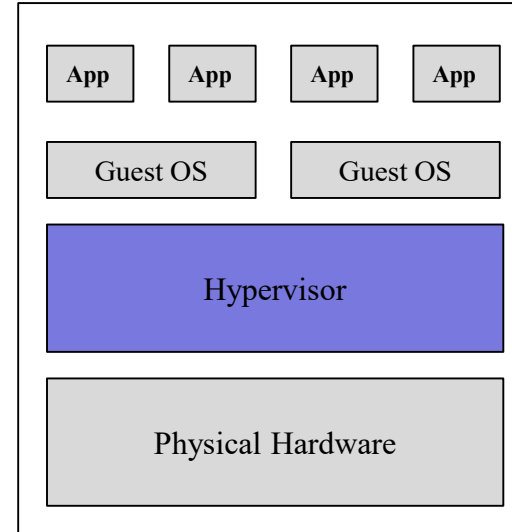 App App App App
Guest OS Guest OS
Hypervisor
Physical Hardware